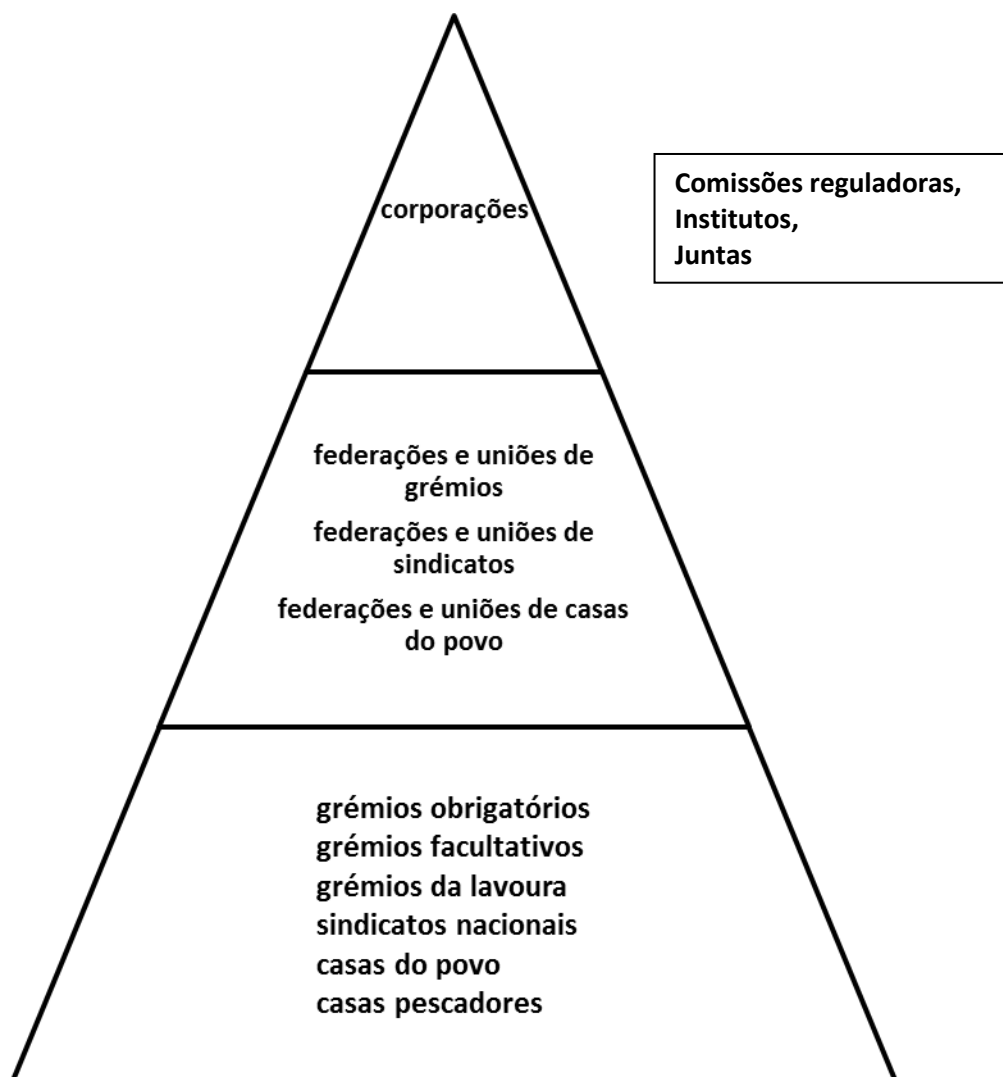 corporações
Comissões reguladoras,
Institutos,
Juntas
federações e uniões de
grémios
federações e uniões de
sindicatos
federações e uniões de casas
do povo
grémios obrigatórios
grémios facultativos
grémios da lavoura
sindicatos nacionais
casas do povo
casas pescadores